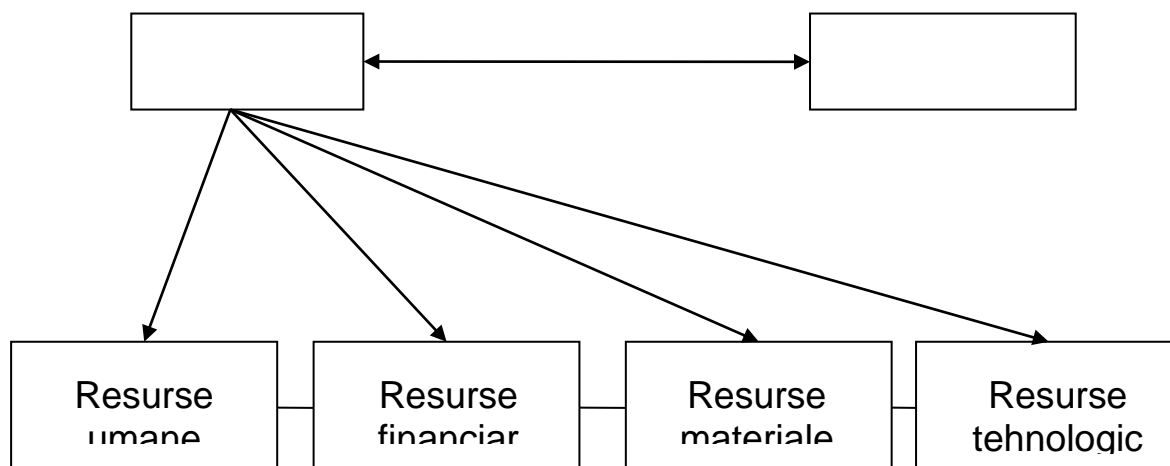 Resurse
umane
Resurse
financiar
Resurse
materiale
Resurse
tehnologic